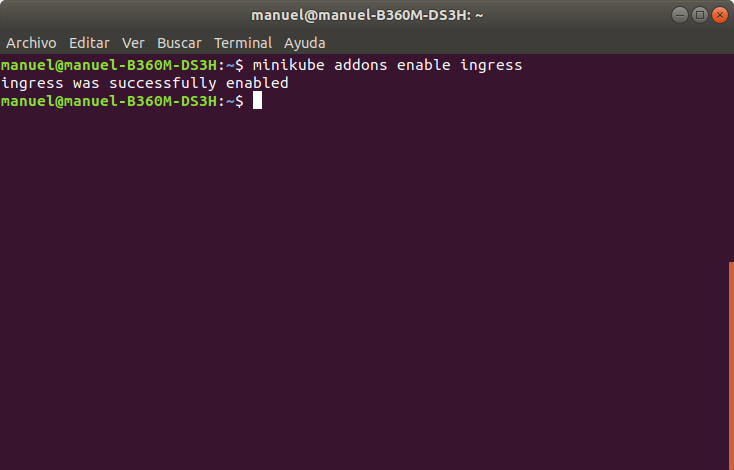 manuel@manuel-B360M-DS3H: ~
Archivo Editar Ver Buscar Terminal Ayuda
manuel@manuel-B360M-DS3H:~$ minikube addons enable ingress
ingress was successfully enabled
manuel@manuel-B360M-DS3H:~$